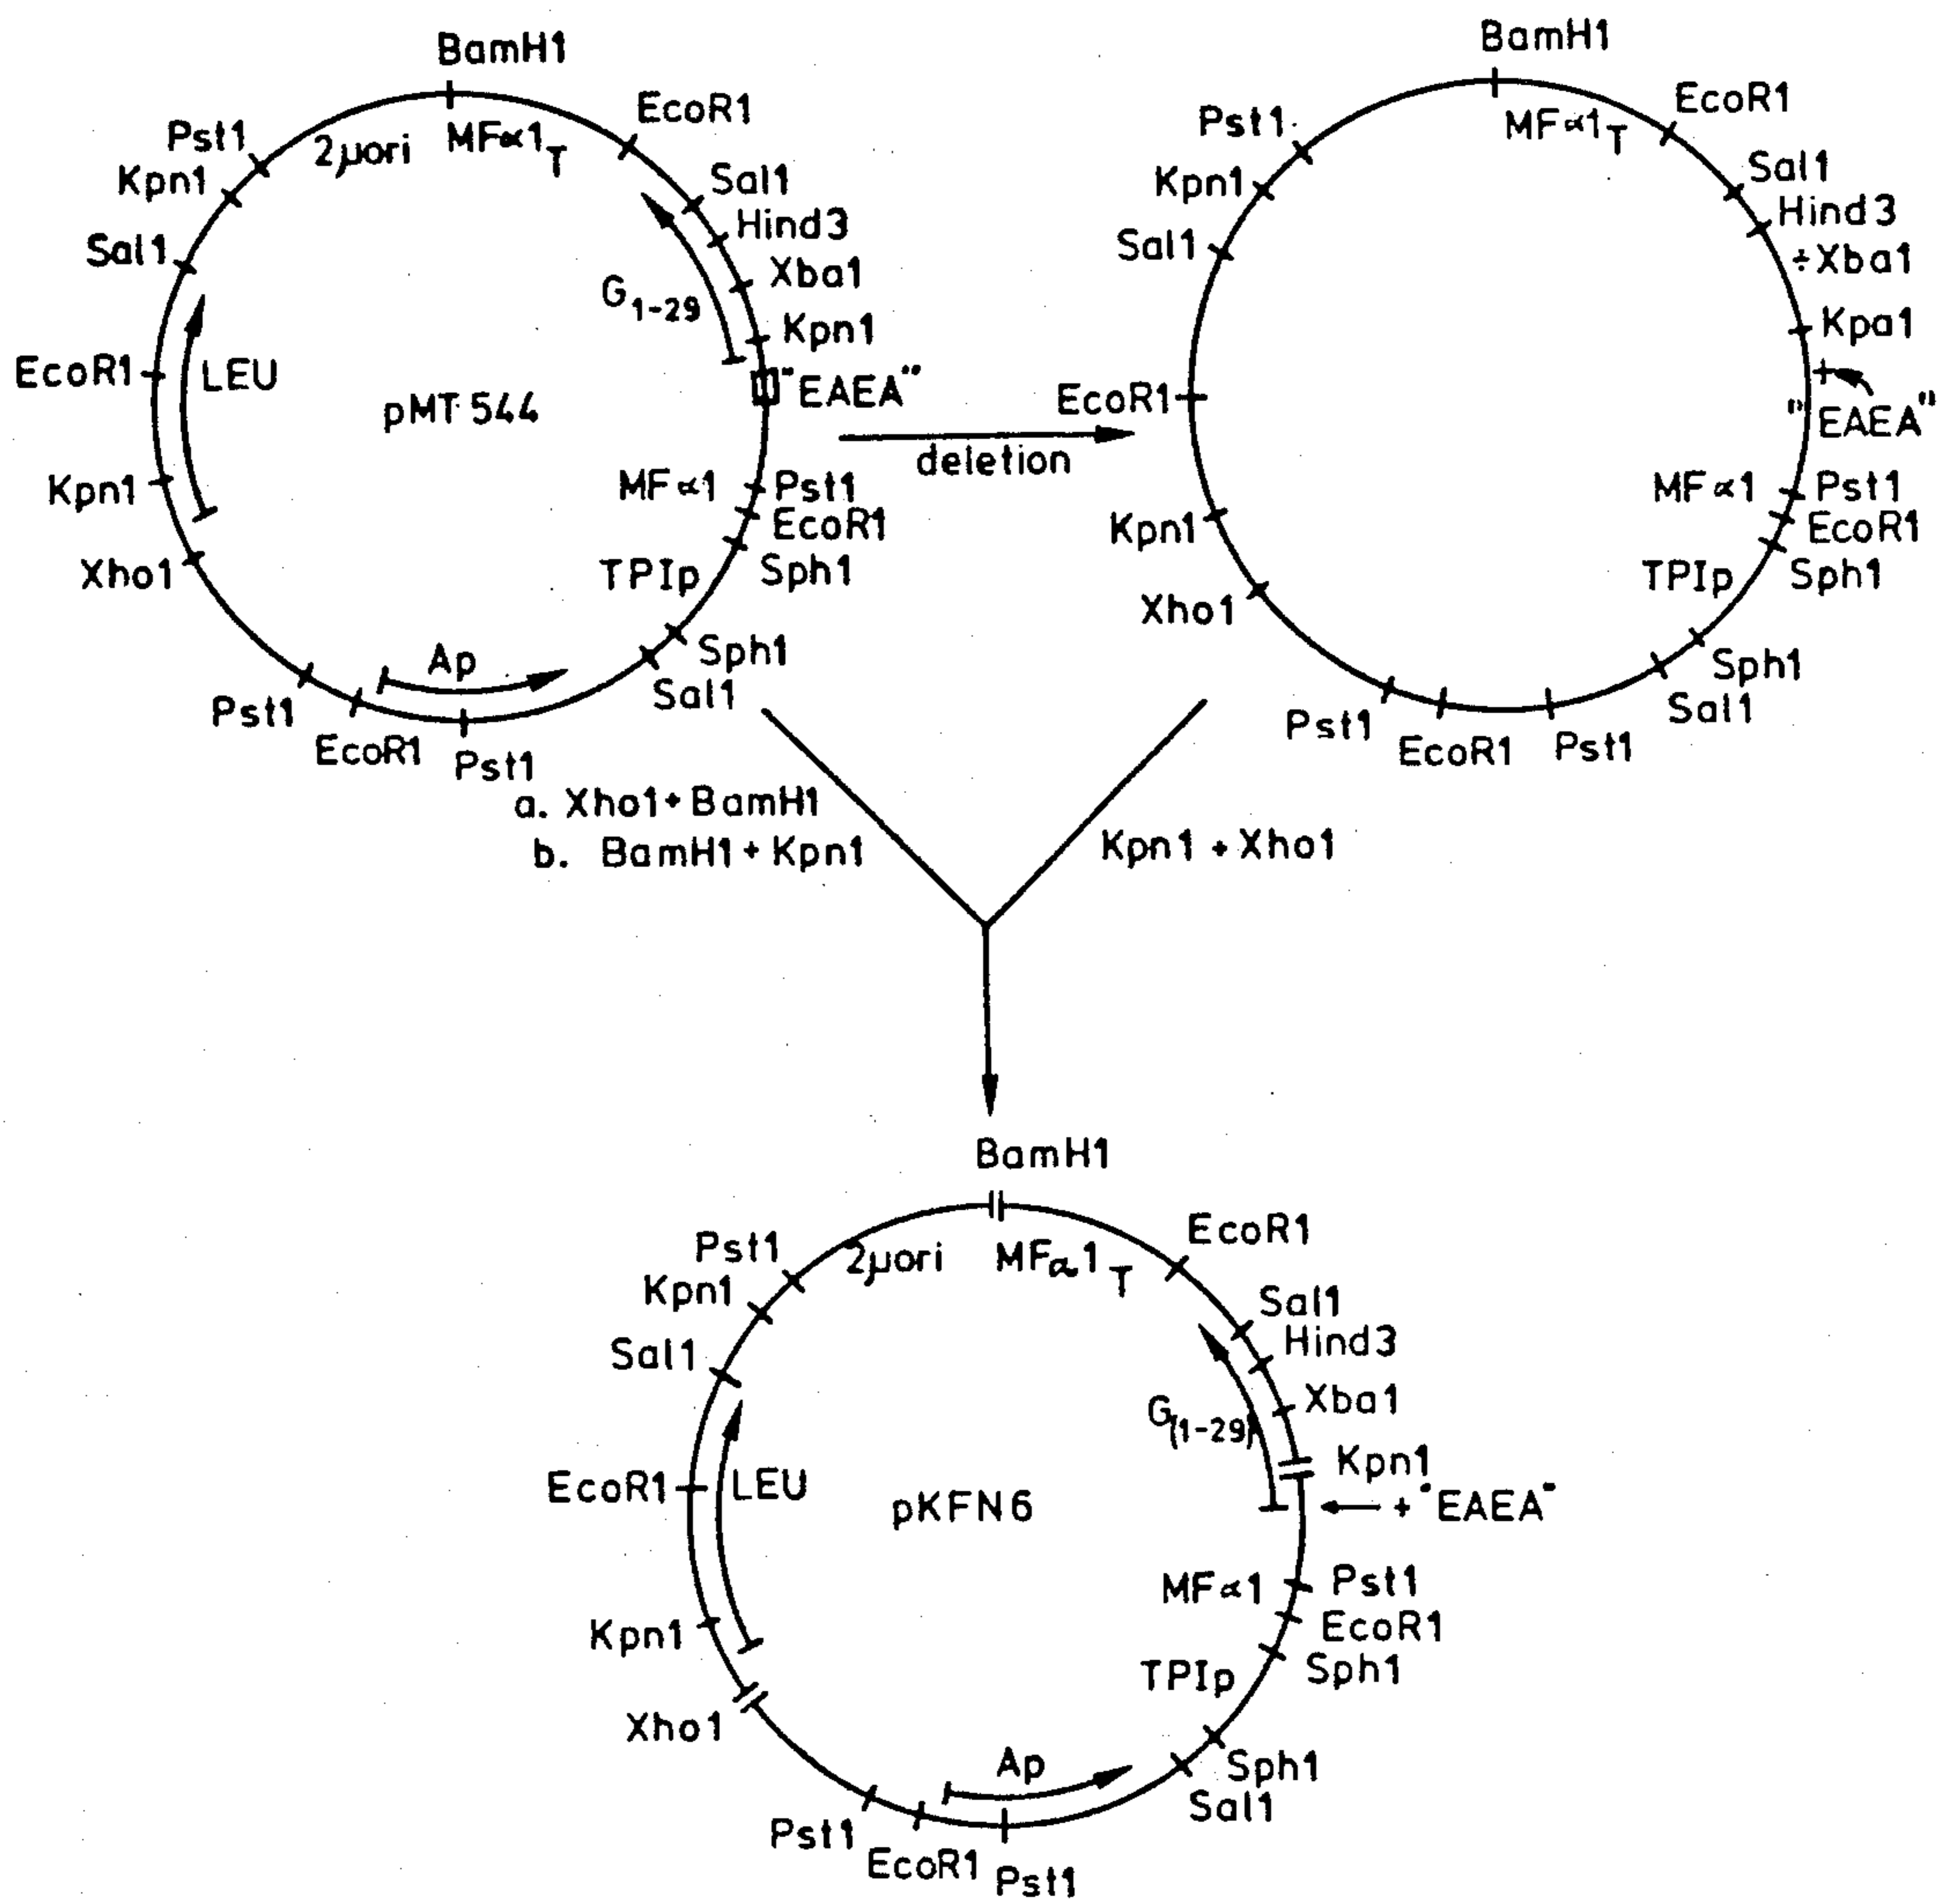 BamH1
EcoR1
Pst1
2µori
MFα1T
Kpn1
Sal1
Sal1
Hind3
Xba1
G1-29
Kpn1
EcoR1
LEU
pMT544
"EAEA"
Kpn1
MFα1
Pst1
EcoR1
Xho1
TPIp
Sph1
Ap
Sph1
Sal1
Pst1
EcoR1
Pst1
deletion
BamH1
EcoR1
Pst1
MFα1T
Kpn1
Sal1
Hind3
Sal1
÷Xba1
Kpa1
EcoR1
"EAEA"
MFα1
Pst1
Kpn1
EcoR1
TPIp
Sph1
Xho1
Sph1
Sal1
Pst1
EcoR1
Pst1
a. Xho1+BamH1
b. BamH1+Kpn1
Kpn1 + Xho1
BamH1
EcoR1
Pst1
2µori
MFα1T
Kpn1
Sal1
Hind3
Sal1
Xba1
G(1-29)
Kpn1
EcoR1
LEU
pKFN6
+ "EAEA"
MFα1
Pst1
Kpn1
EcoR1
TPIp
Sph1
Xho1
Ap
Sph1
Sal1
Pst1
EcoR1
Pst1